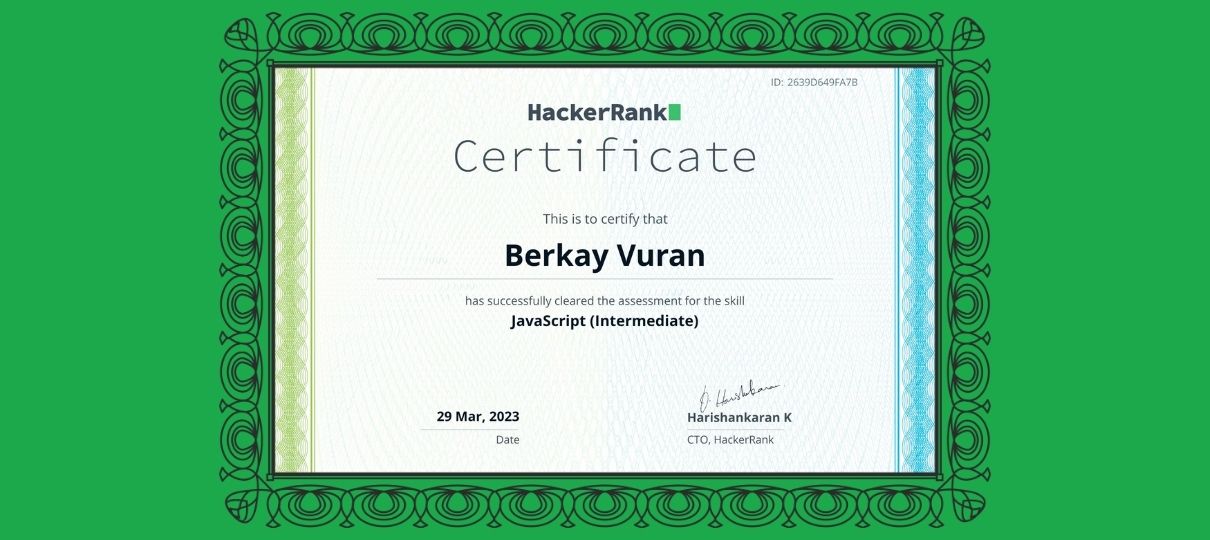 ID: 2639D649FA7B
HackerRank
Certificate
This is to certify that
Berkay Vuran
has successfully cleared the assessment for the skill
JavaScript (Intermediate)
29 Mar, 2023
Date
Harishankaran K
CTO, HackerRank